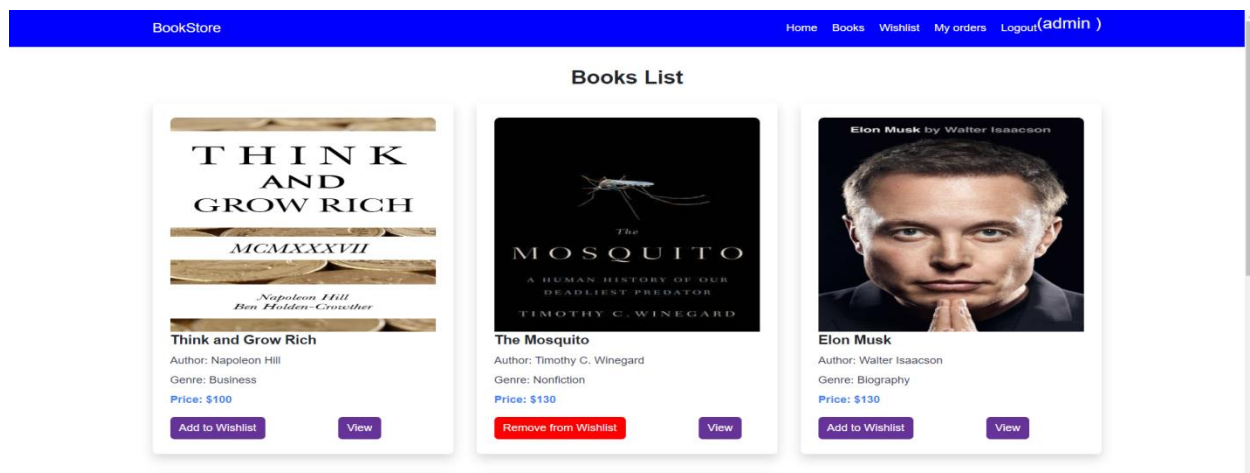 BookStore
Home Books Wishlist My orders Logout(admin )
Books List
THINK
AND
GROW RICH
MCMXXXVII
Napoleon Hill
Ben Holden-Crowther
Think and Grow Rich
Author: Napoleon Hill
Genre: Business
Price: $100
Add to Wishlist View
The
MOSQUITO
A HUMAN HISTORY OF OUR
DEADLIEST PREDATOR
TIMOTHY C. WINEGARD
The Mosquito
Author: Timothy C. Winegard
Genre: Nonfiction
Price: $130
Remove from Wishlist View
Elon Musk by Walter Isaacson
Elon Musk
Author: Walter Isaacson
Genre: Biography
Price: $130
Add to Wishlist View